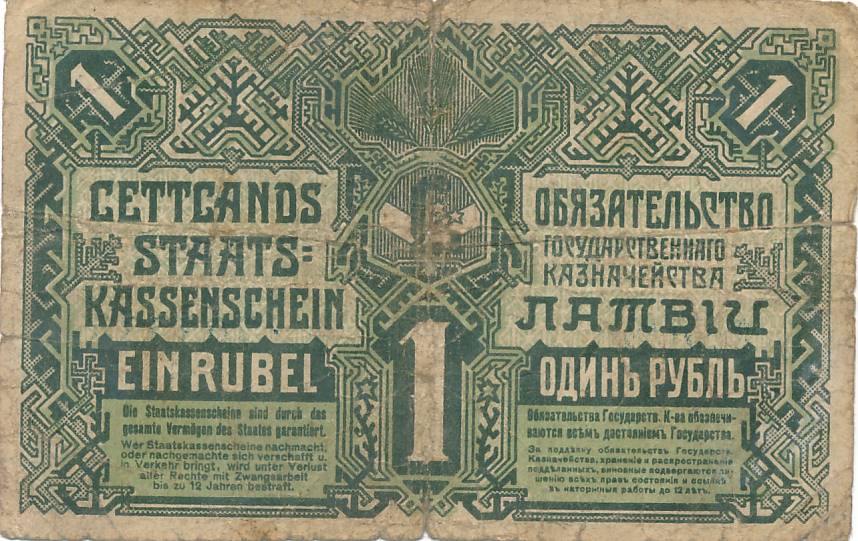 1
1
LETTLANDS
STAATS=
KASSENSCHEIN
EIN RUBEL
Die Staatskassenscheine sind durch das
gesamte Vermögen des Staates garantiert.
Wer Staatskassenscheine nachmacht,
oder nachgemachte sich verschafft u.
in Verkehr bringt, wird unter Verlust
aller Rechte mit Zwangsarbeit
bis zu 12 Jahren bestraft.
1
ОБЯЗАТЕЛЬСТВО
ГОСУДАРСТВЕННАГО
КАЗНАЧЕЙСТВА
ЛАТВІИ
ОДИНЪ РУБЛЬ
Обязательства Государств. К-ва обезпечи-
ваются всѣмъ достояніемъ Государства.
За поддѣлку обязательствъ Государств.
Казначейства, храненіе и распространеніе
поддѣланныхъ, виновные подвергаются ли-
шенію всѣхъ правъ состоянія и ссылкѣ
въ каторжныя работы до 12 лѣтъ.